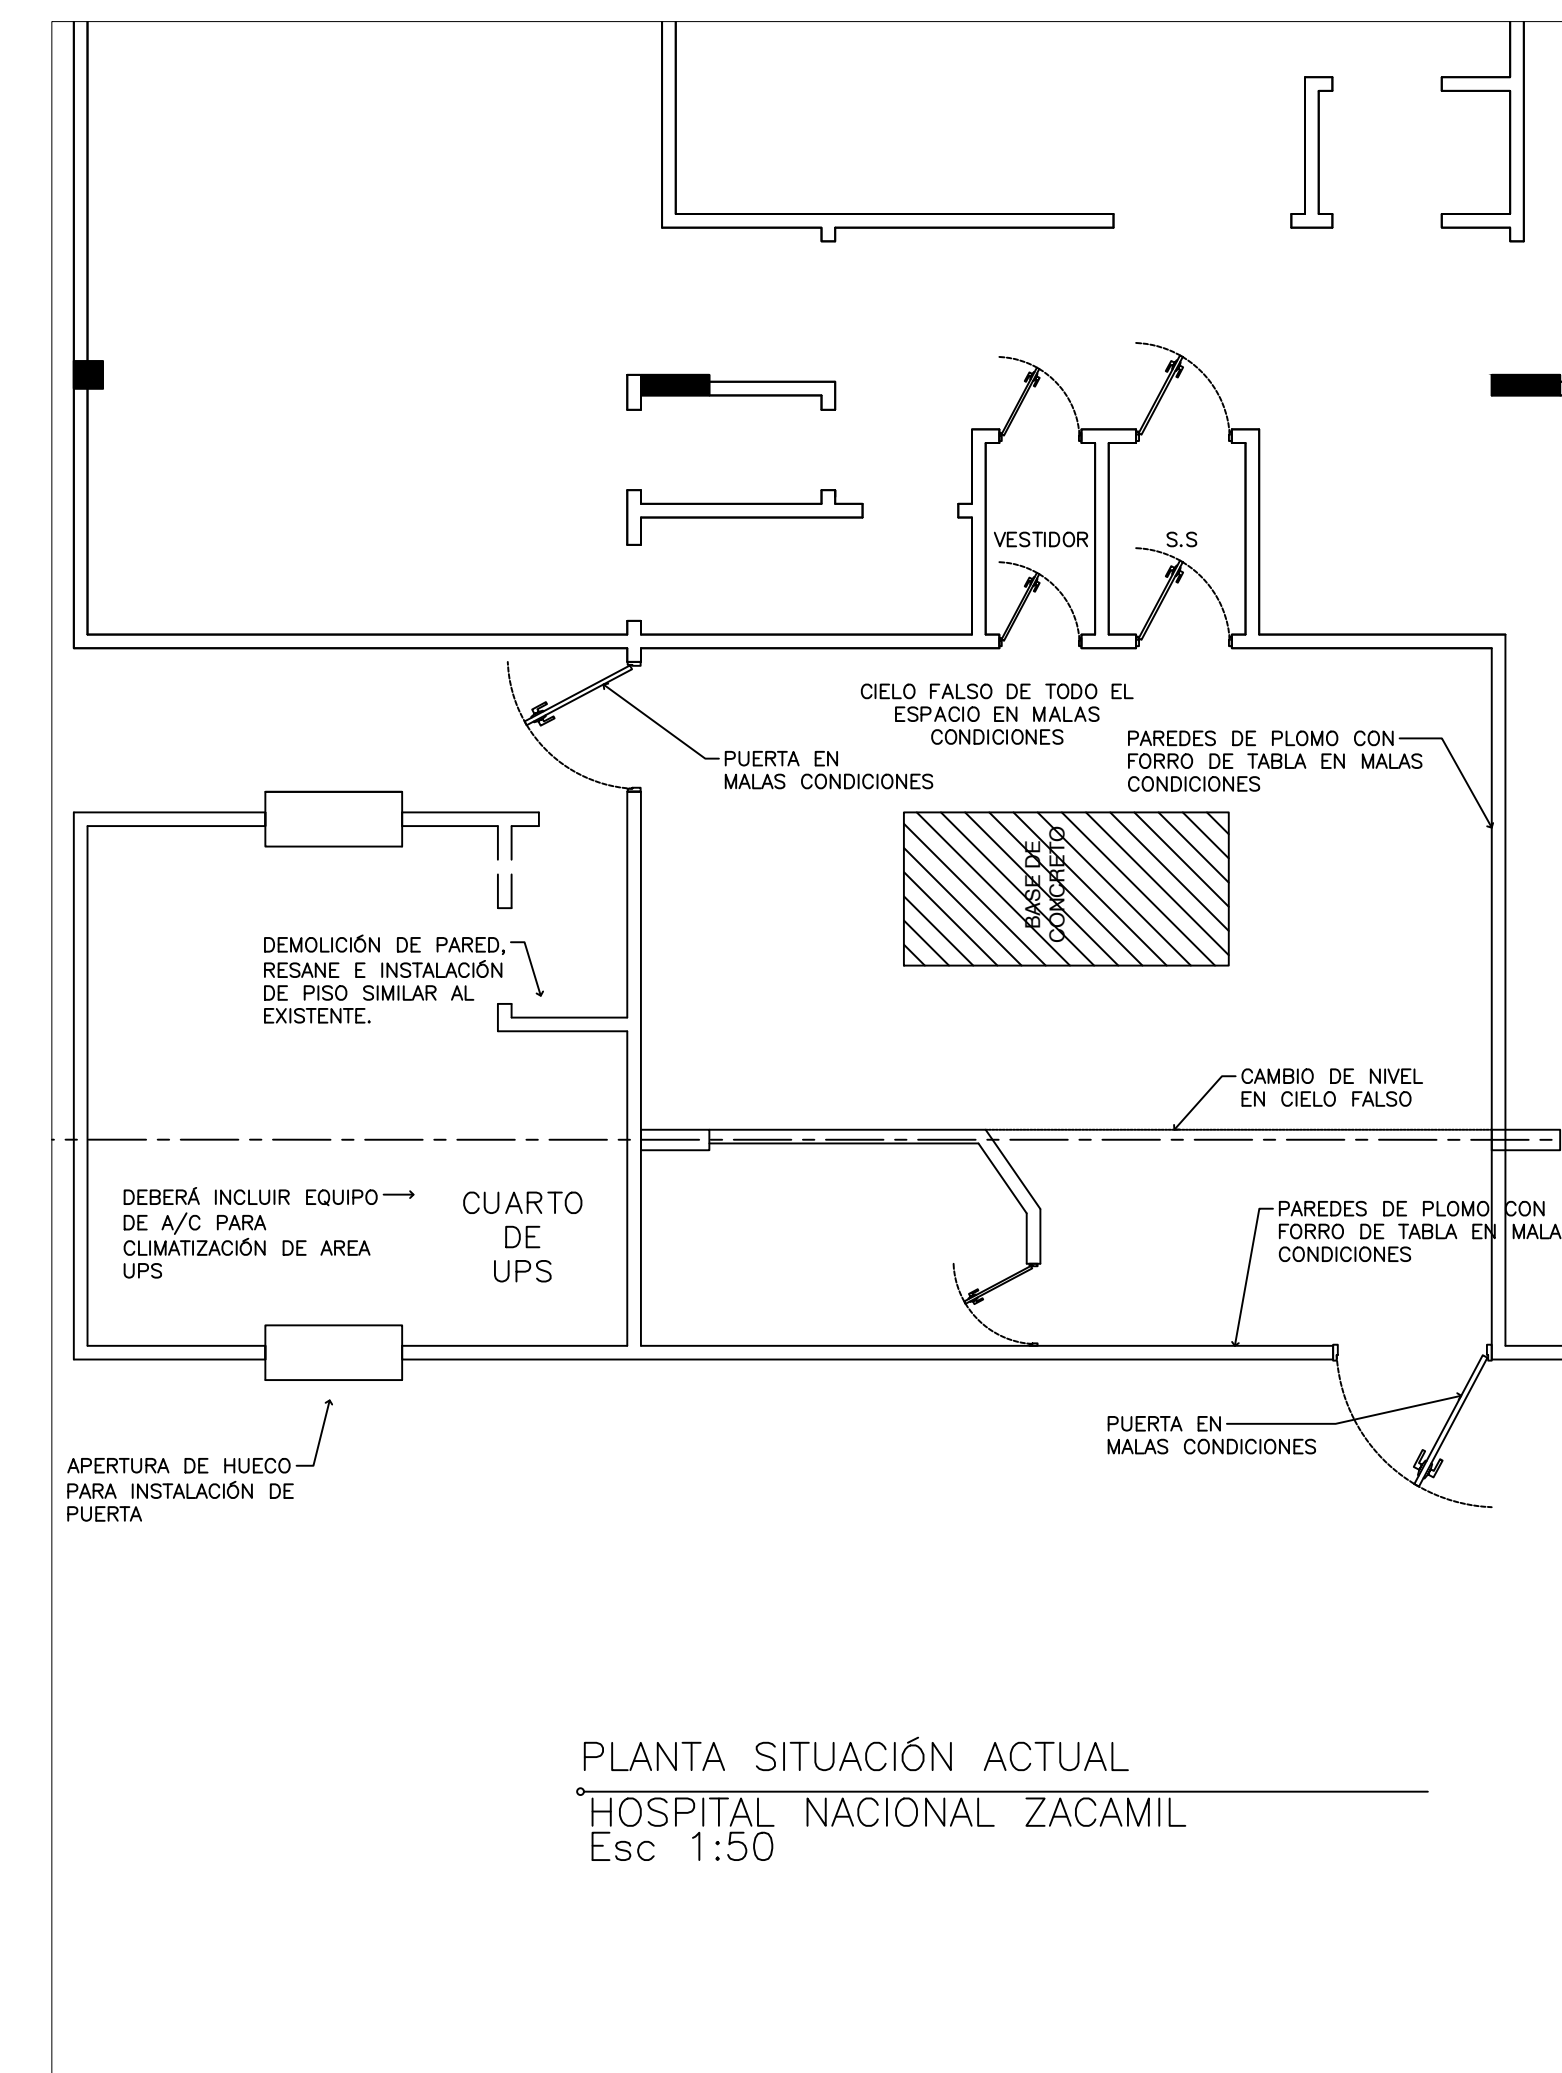 VESTIDOR
S.S
CIELO FALSO DE TODO EL
ESPACIO EN MALAS
CONDICIONES
PUERTA EN
MALAS CONDICIONES
PAREDES DE PLOMO CON
FORRO DE TABLA EN MALAS
CONDICIONES
BASE DE
CONCRETO
DEMOLICIÓN DE PARED,
RESANE E INSTALACIÓN
DE PISO SIMILAR AL
EXISTENTE.
CAMBIO DE NIVEL
EN CIELO FALSO
DEBERÁ INCLUIR EQUIPO
DE A/C PARA
CLIMATIZACIÓN DE AREA
UPS
CUARTO
DE
UPS
PAREDES DE PLOMO CON
FORRO DE TABLA EN MALA
CONDICIONES
PUERTA EN
MALAS CONDICIONES
APERTURA DE HUECO
PARA INSTALACIÓN DE
PUERTA
PLANTA SITUACIÓN ACTUAL
HOSPITAL NACIONAL ZACAMIL
Esc 1:50